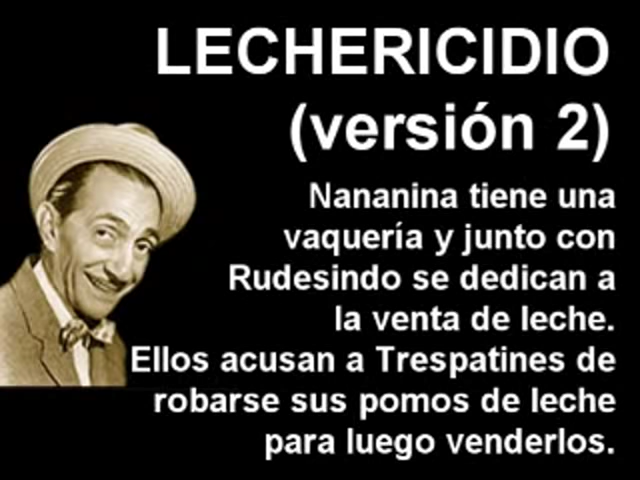 LECHERICIDIO
(versión 2)
Nananina tiene una
vaquería y junto con
Rudesindo se dedican a
la venta de leche.
Ellos acusan a Trespatines de
robarse sus pomos de leche
para luego venderlos.